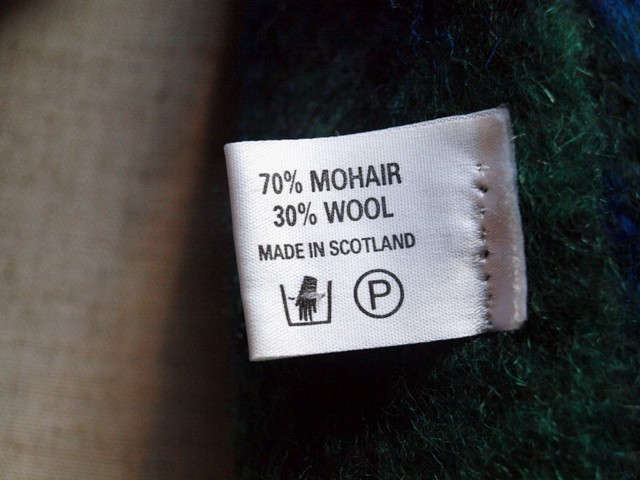 70% MOHAIR
30% WOOL
MADE IN SCOTLAND
P